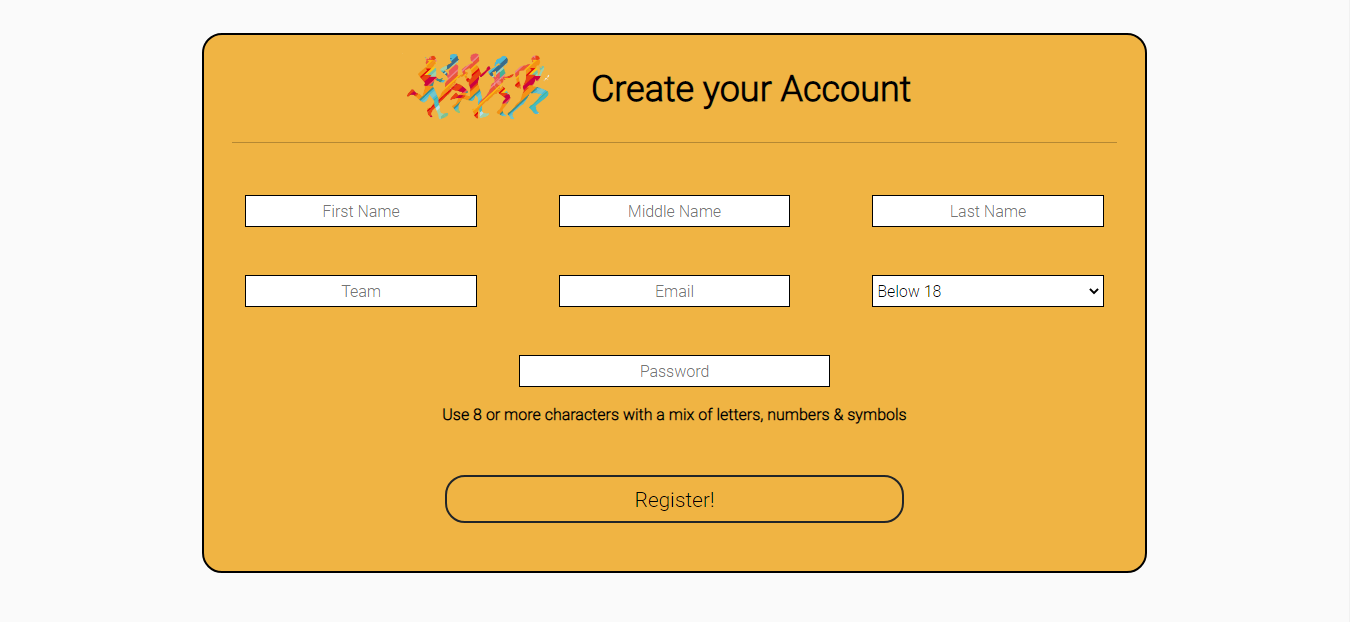 Create your Account
First Name Middle Name Last Name
Team Email Below 18
Password
Use 8 or more characters with a mix of letters, numbers & symbols
Register!